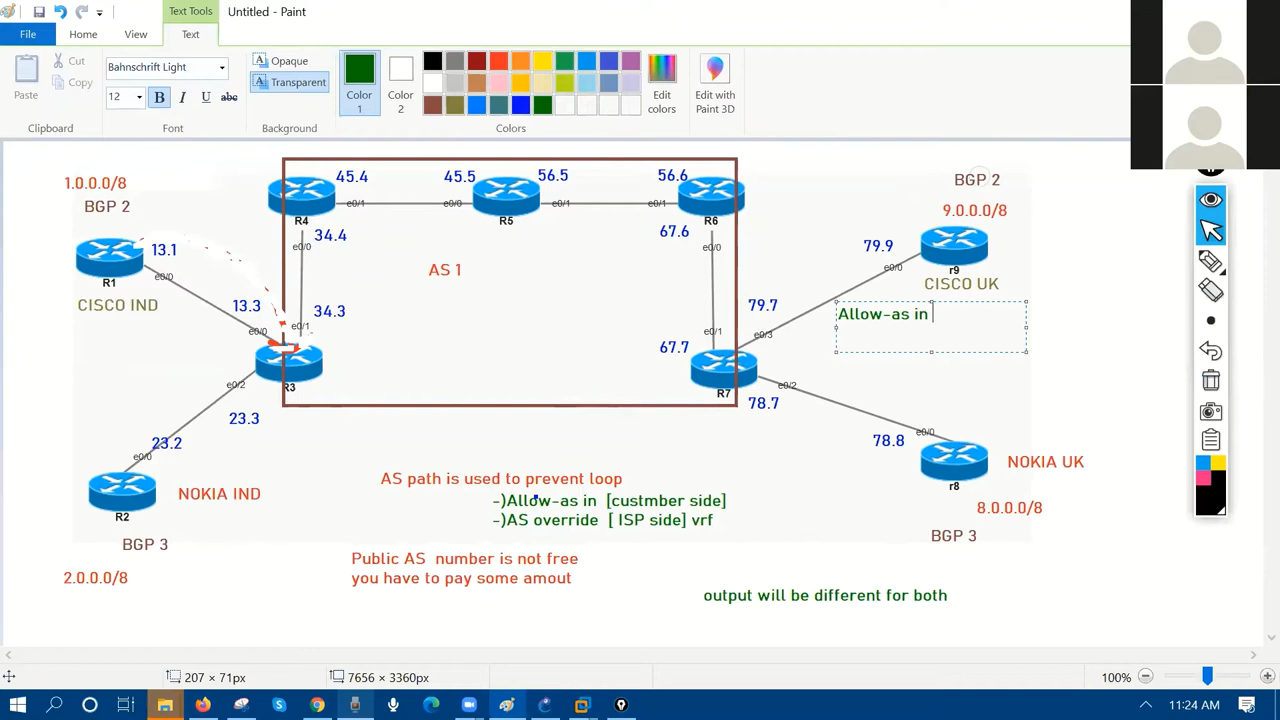 Untitled - Paint
Text Tools
File
Home
View
Text
Paste
Cut
Copy
Clipboard
Bahnschrift Light
12
B
I
U
abc
Font
Opaque
Transparent
Background
Color
1
Color
2
Edit
colors
Edit with
Paint 3D
Colors
1.0.0.0/8
BGP 2
13.1
R1
e0/0
CISCO IND
13.3
e0/0
45.4
R4
e0/1
e0/0
34.4
34.3
e0/1
R3
e0/2
23.3
23.2
e0/0
R2
NOKIA IND
BGP 3
2.0.0.0/8
45.5
e0/0
56.5
R5
e0/1
AS 1
56.6
e0/1
R6
67.6
e0/0
e0/1
67.7
R7
79.7
e0/3
e0/2
78.7
BGP 2
9.0.0.0/8
79.9
e0/0
r9
CISCO UK
Allow-as in
78.8
e0/0
NOKIA UK
r8
8.0.0.0/8
BGP 3
AS path is used to prevent loop
-)Allow-as in [custmber side]
-)AS override [ ISP side] vrf
Public AS number is not free
you have to pay some amout
output will be different for both
207 × 71px
7656 × 3360px
100%
11:24 AM